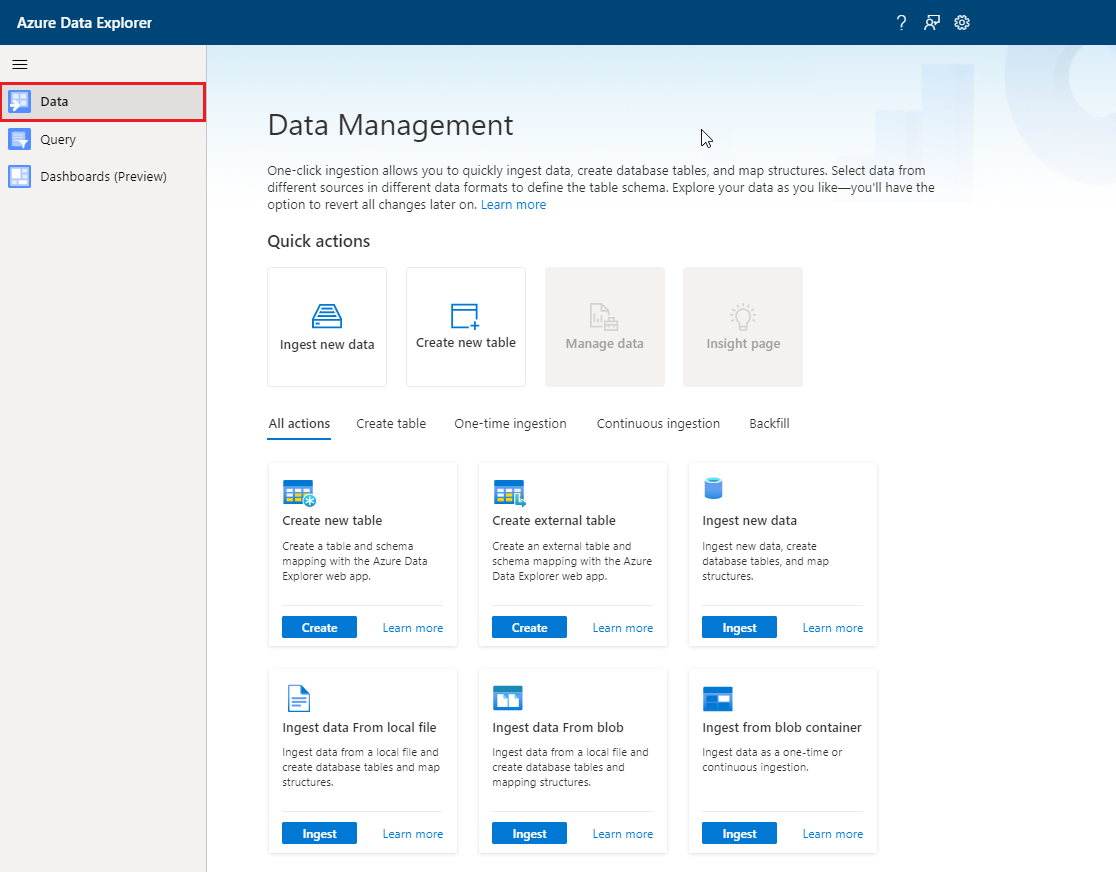 Azure Data Explorer
?
Data
Query
Dashboards (Preview)
Data Management
One-click ingestion allows you to quickly ingest data, create database tables, and map structures. Select data from
different sources in different data formats to define the table schema. Explore your data as you like—you'll have the
option to revert all changes later on. Learn more
Quick actions
Ingest new data
Create new table
Manage data
Insight page
All actions
Create table
One-time ingestion
Continuous ingestion
Backfill
Create new table
Create a table and schema
mapping with the Azure Data
Explorer web app.
Create
Learn more
Create external table
Create an external table and
schema mapping with the Azure
Data Explorer web app.
Create
Learn more
Ingest new data
Ingest new data, create
database tables, and map
structures.
Ingest
Learn more
Ingest data From local file
Ingest data from a local file and
create database tables and map
structures.
Ingest
Learn more
Ingest data From blob
Ingest data from a local file and
create database tables and
mapping structures.
Ingest
Learn more
Ingest from blob container
Ingest data as a one-time or
continuous ingestion.
Ingest
Learn more